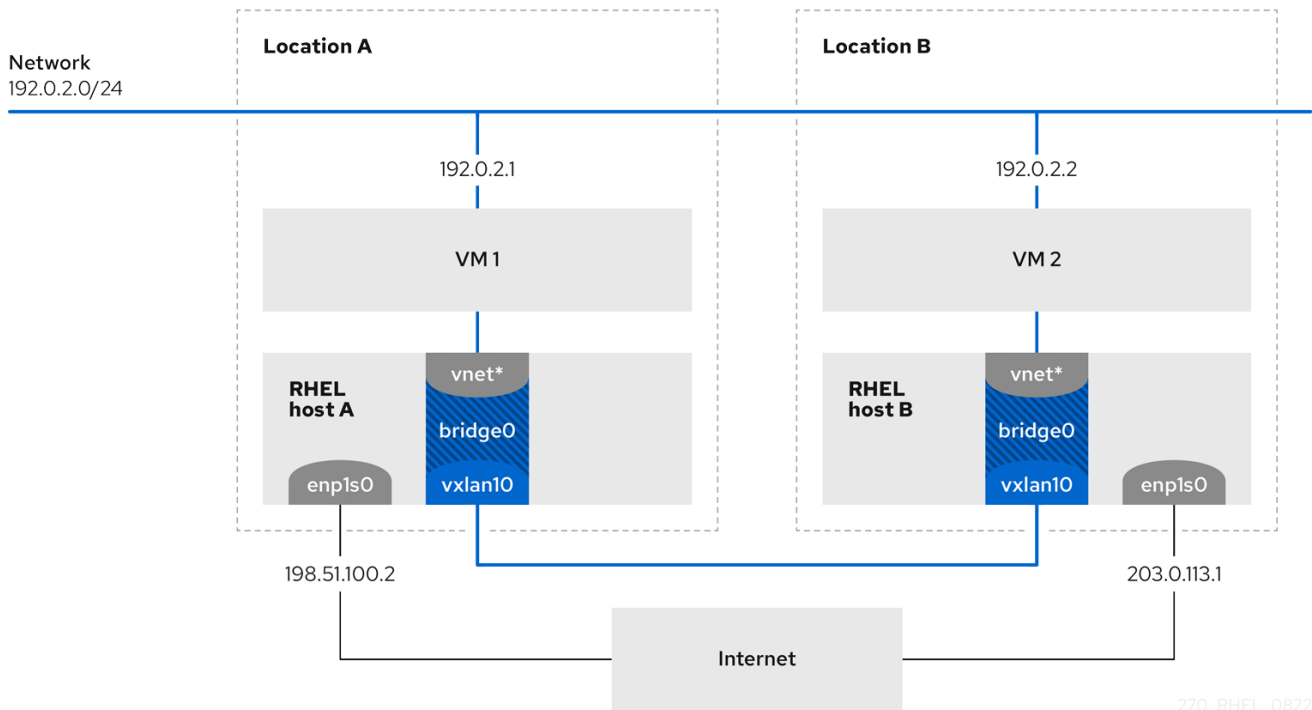 Location A
Location B
Network
192.0.2.0/24
192.0.2.1
192.0.2.2
VM 1
VM 2
RHEL
host A
vnet*
bridge0
vxlan10
enp1s0
RHEL
host B
vnet*
bridge0
vxlan10
enp1s0
198.51.100.2
203.0.113.1
Internet
270_RHEL_0822